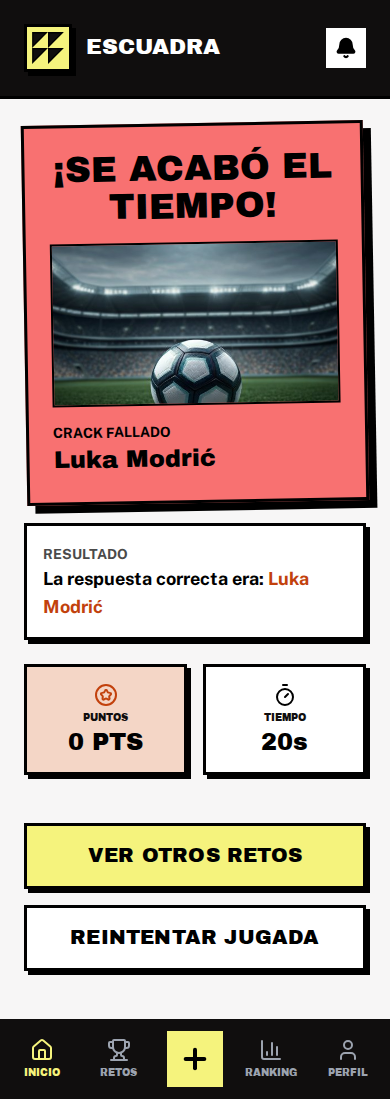 ESCUADRA
¡SE ACABÓ EL
TIEMPO!
CRACK FALLADO
Luka Modrić
RESULTADO
La respuesta correcta era: Luka
Modrić
PUNTOS
0 PTS
TIEMPO
20s
VER OTROS RETOS
REINTENTAR JUGADA
INICIO
RETOS
RANKING
PERFIL